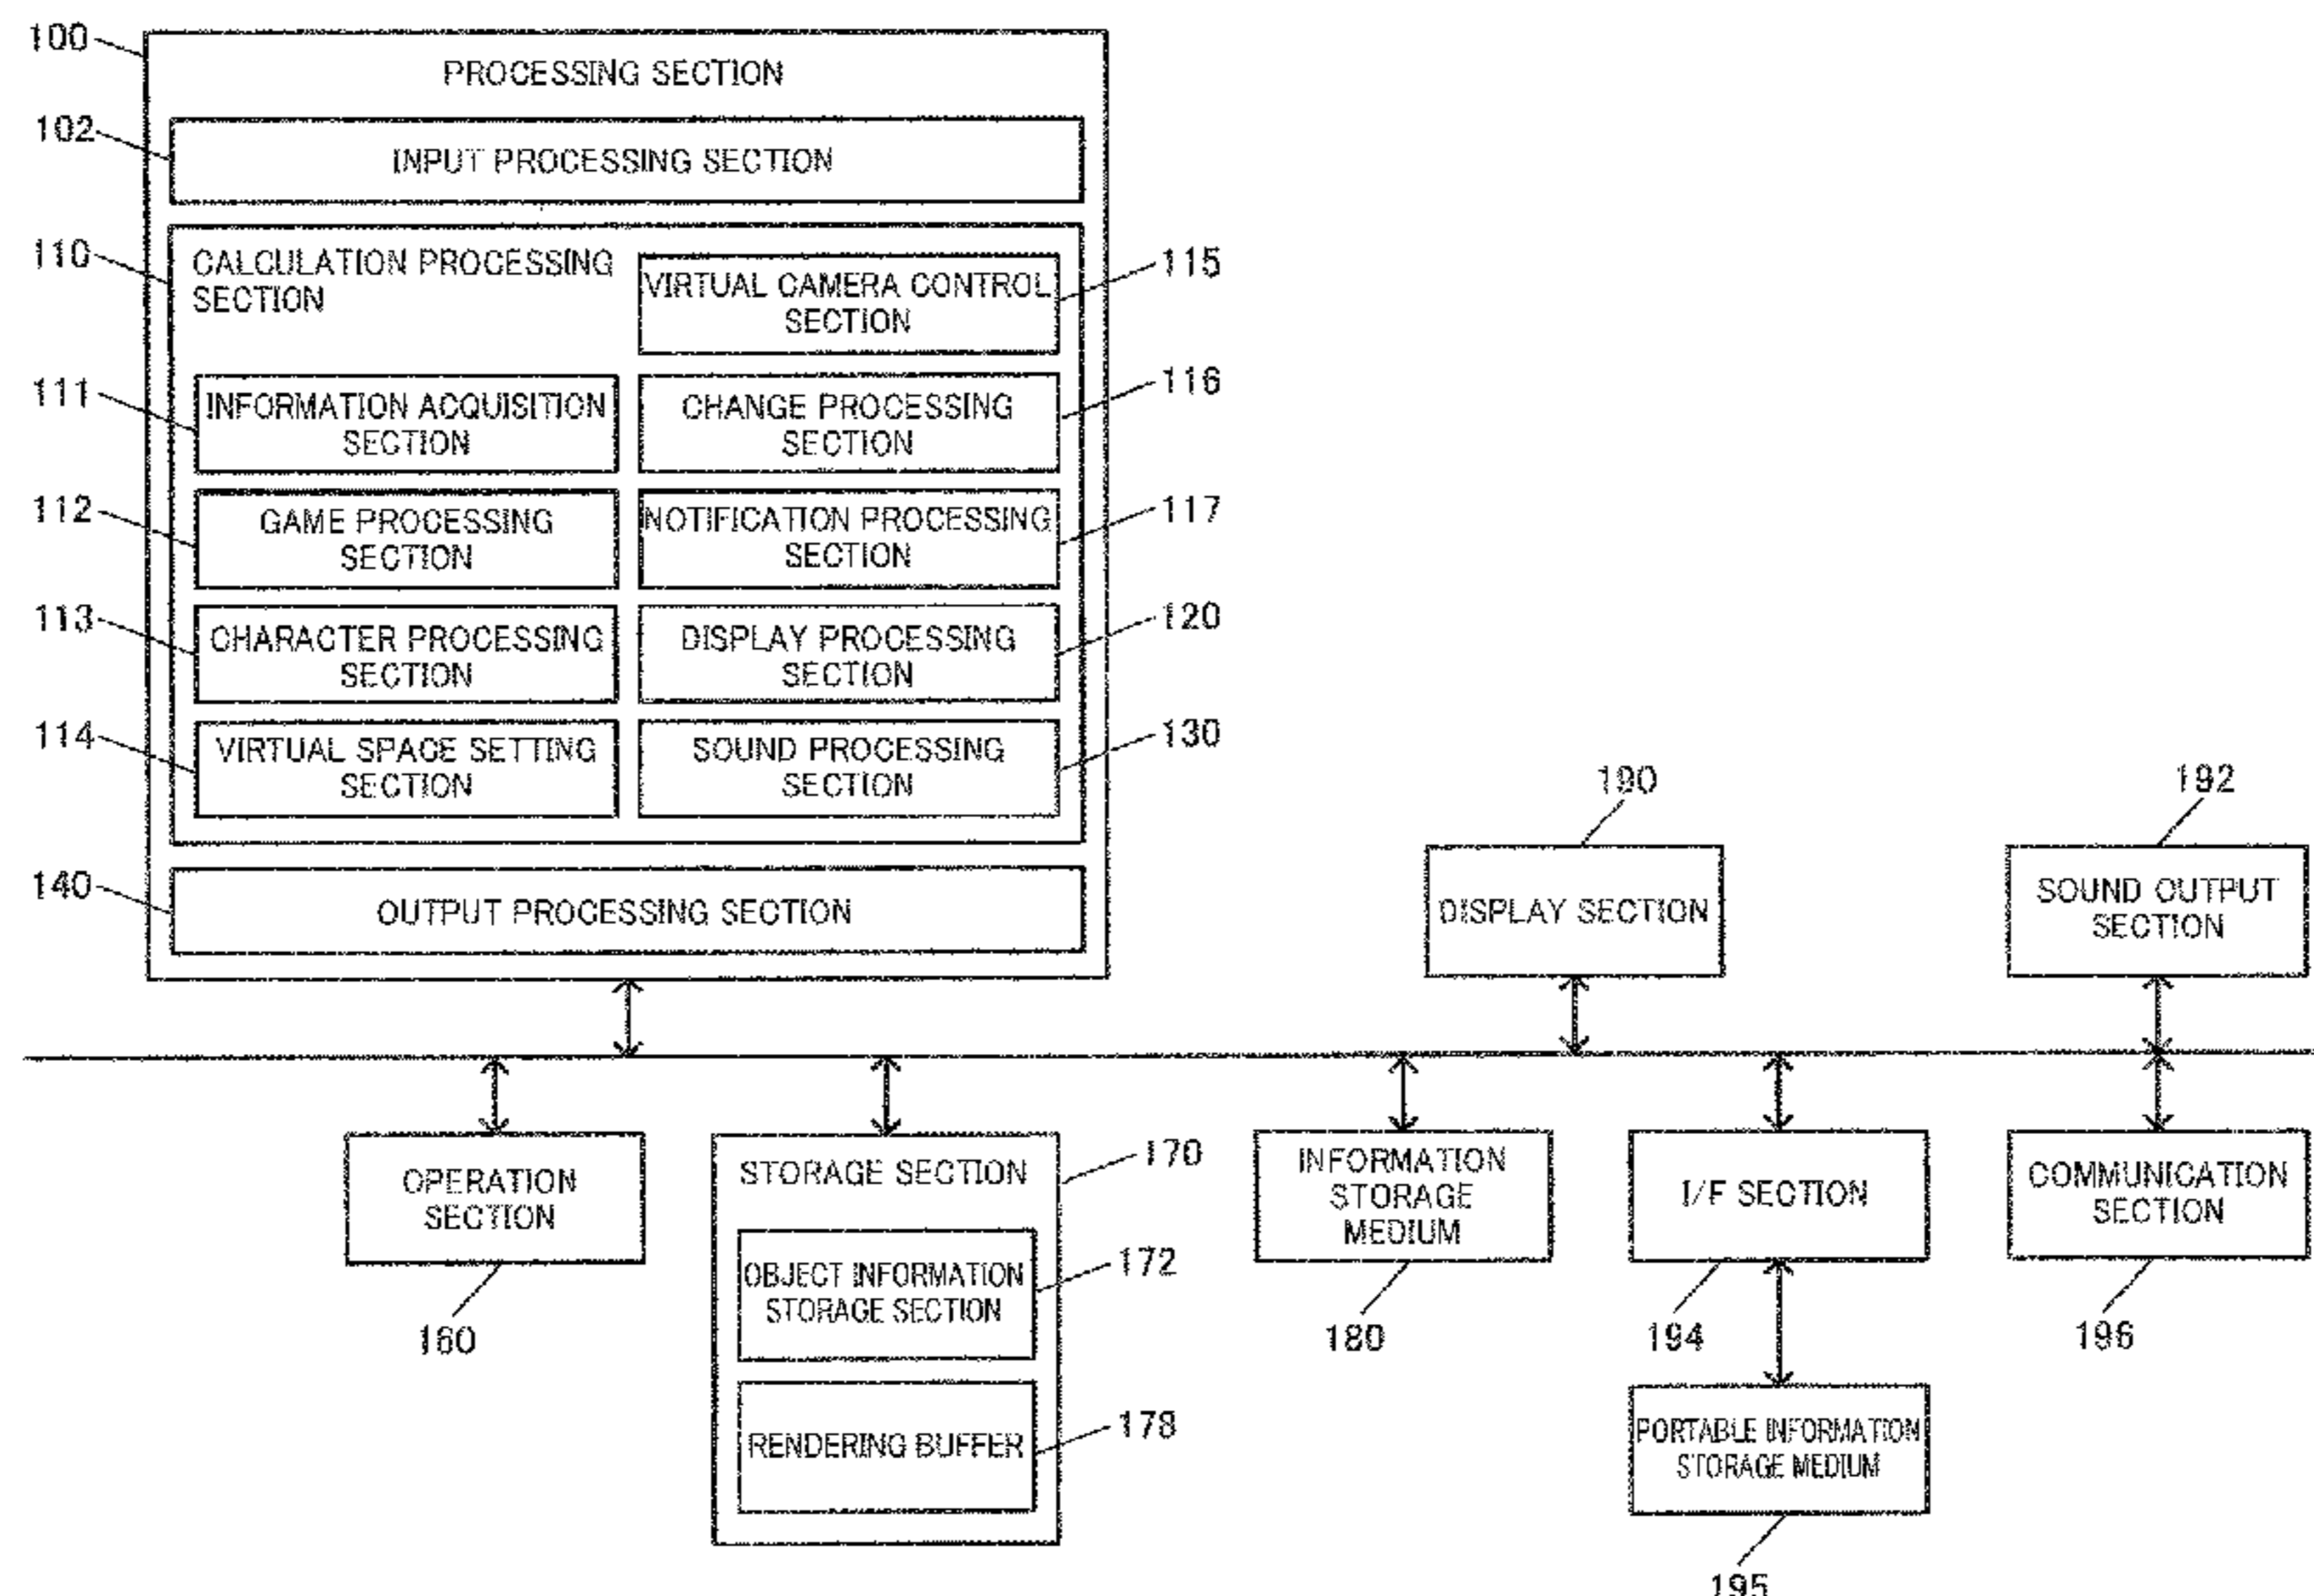 100
PROCESSING SECTION
102
INPUT PROCESSING SECTION
110
CALCULATION PROCESSING
SECTION
VIRTUAL CAMERA CONTROL
SECTION
115
111
INFORMATION ACQUISITION
SECTION
CHANGE PROCESSING
SECTION
116
112
GAME PROCESSING
SECTION
NOTIFICATION PROCESSING
SECTION
117
113
CHARACTER PROCESSING
SECTION
DISPLAY PROCESSING
SECTION
120
114
VIRTUAL SPACE SETTING
SECTION
SOUND PROCESSING
SECTION
130
140
OUTPUT PROCESSING SECTION
190
DISPLAY SECTION
192
SOUND OUTPUT
SECTION
OPERATION
SECTION
160
STORAGE SECTION
170
OBJECT INFORMATION
STORAGE SECTION
172
RENDERING BUFFER
178
INFORMATION
STORAGE
MEDIUM
180
I/F SECTION
194
COMMUNICATION
SECTION
196
PORTABLE INFORMATION
STORAGE MEDIUM
195